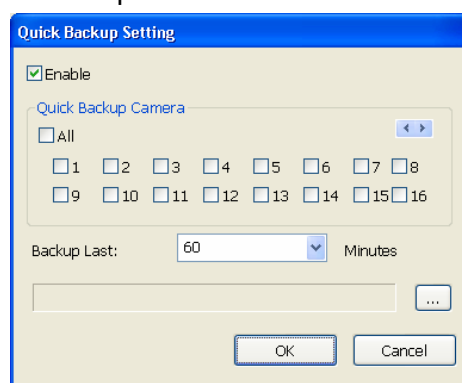 Quick Backup Setting
Enable
Quick Backup Camera
All
1 2 3 4 5 6 7 8
9 10 11 12 13 14 15 16
Backup Last: 60 Minutes
...
OK Cancel